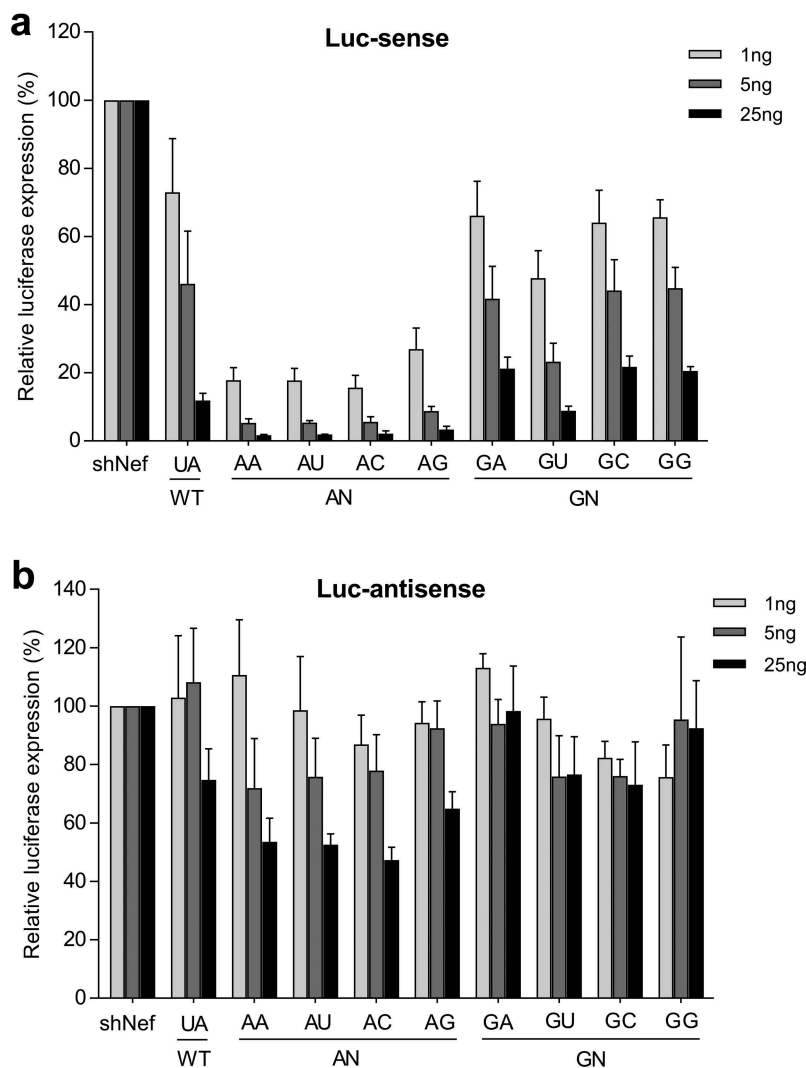 a
Luc-sense
Relative luciferase expression (%)
120
100
80
60
40
20
0
1ng
5ng
25ng
shNef UA AA AU AC AG GA GU GC GG
WT AN GN
b
Luc-antisense
Relative luciferase expression (%)
140
120
100
80
60
40
20
0
1ng
5ng
25ng
shNef UA AA AU AC AG GA GU GC GG
WT AN GN